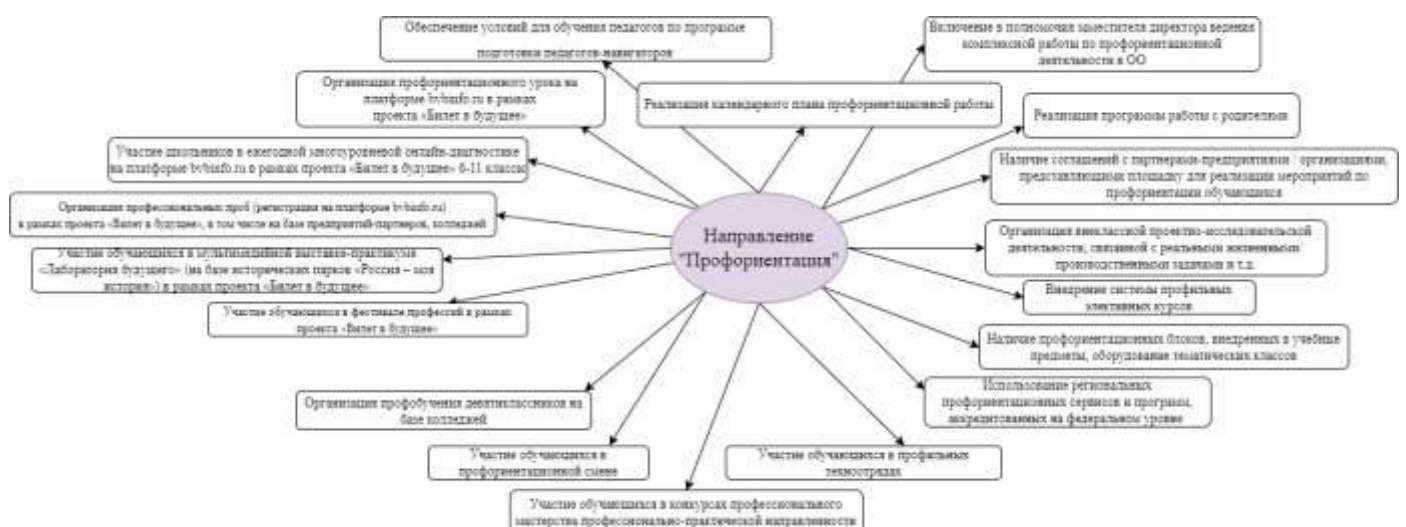 Обеспечение условий для обучения педагогов по программе
подготовки педагогов-навигаторов
Включение в полномочия заместителя директора ведения
комплексной работы по профориентационной
деятельности в ОО
Организация профориентационного урока на
платформе bvbinfo.ru в рамках
проекта «Билет в будущее»
Реализация календарного плана профориентационной работы
Реализация программы работы с родителями
Участие школьников в ежегодной многоуровневой онлайн-диагностике
на платформе bvbinfo.ru в рамках проекта «Билет в будущее» 6-11 классы
Наличие соглашений с партнерами-предприятиями / организациями,
представляющими площадку для реализации мероприятий по
профориентации обучающихся
Организация профессиональных проб (регистрация на платформе bvbinfo.ru)
в рамках проекта «Билет в будущее», в том числе на базе предприятий-партнеров, колледжей
Направление
"Профориентация"
Организация внеклассной проектно-исследовательской
деятельности, связанной с реальными жизненными/
производственными задачами и т.д.
Участие обучающихся в мультимедийной выставке-практикуме
«Лаборатория будущего» (на базе исторических парков «Россия – моя
история») в рамках проекта «Билет в будущее»
Внедрение системы профильных
элективных курсов
Участие обучающихся в фестивале профессий в рамках
проекта «Билет в будущее»
Наличие профориентационных блоков, внедренных в учебные
предметы, оборудование тематических классов
Организация профобучения девятиклассников на
базе колледжей
Использование региональных
профориентационных сервисов и программ,
аккредитованных на федеральном уровне
Участие обучающихся в
профориентационной смене
Участие обучающихся в профильных
техноотрядах
Участие обучающихся в конкурсах профессионального
мастерства профессионально-практической направленности